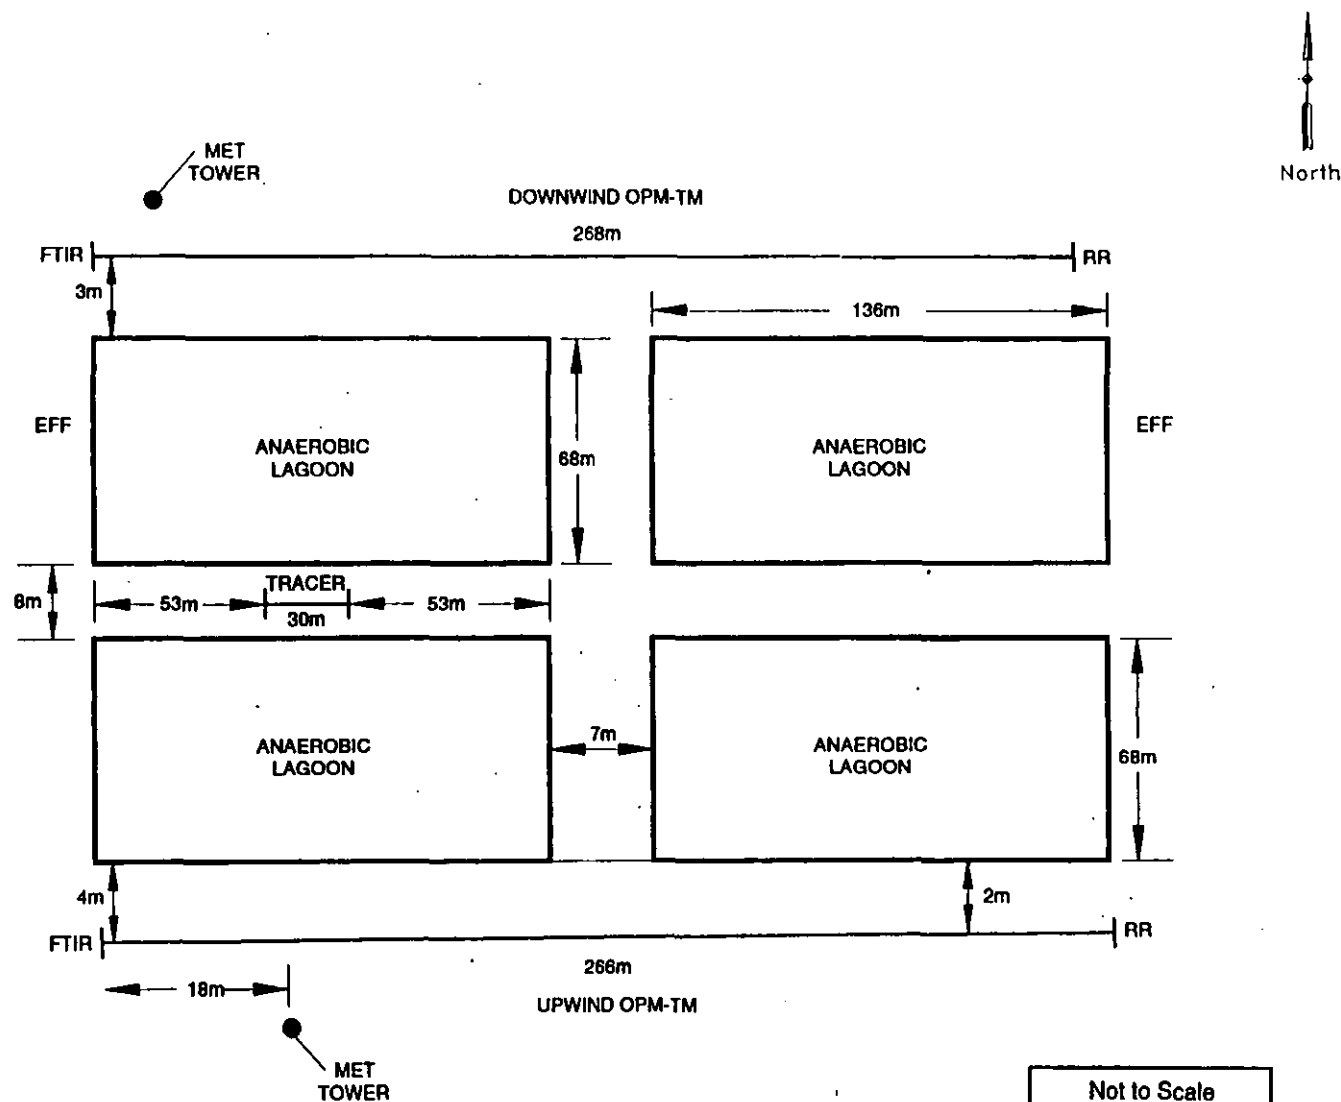 North
MET
TOWER
DOWNWIND OPM-TM
268m
FTIR
RR
3m
136m
EFF
ANAEROBIC
LAGOON
68m
ANAEROBIC
LAGOON
EFF
TRACER
6m
53m
30m
53m
ANAEROBIC
LAGOON
7m
ANAEROBIC
LAGOON
68m
4m
2m
FTIR
RR
266m
18m
UPWIND OPM-TM
MET
TOWER
Not to Scale